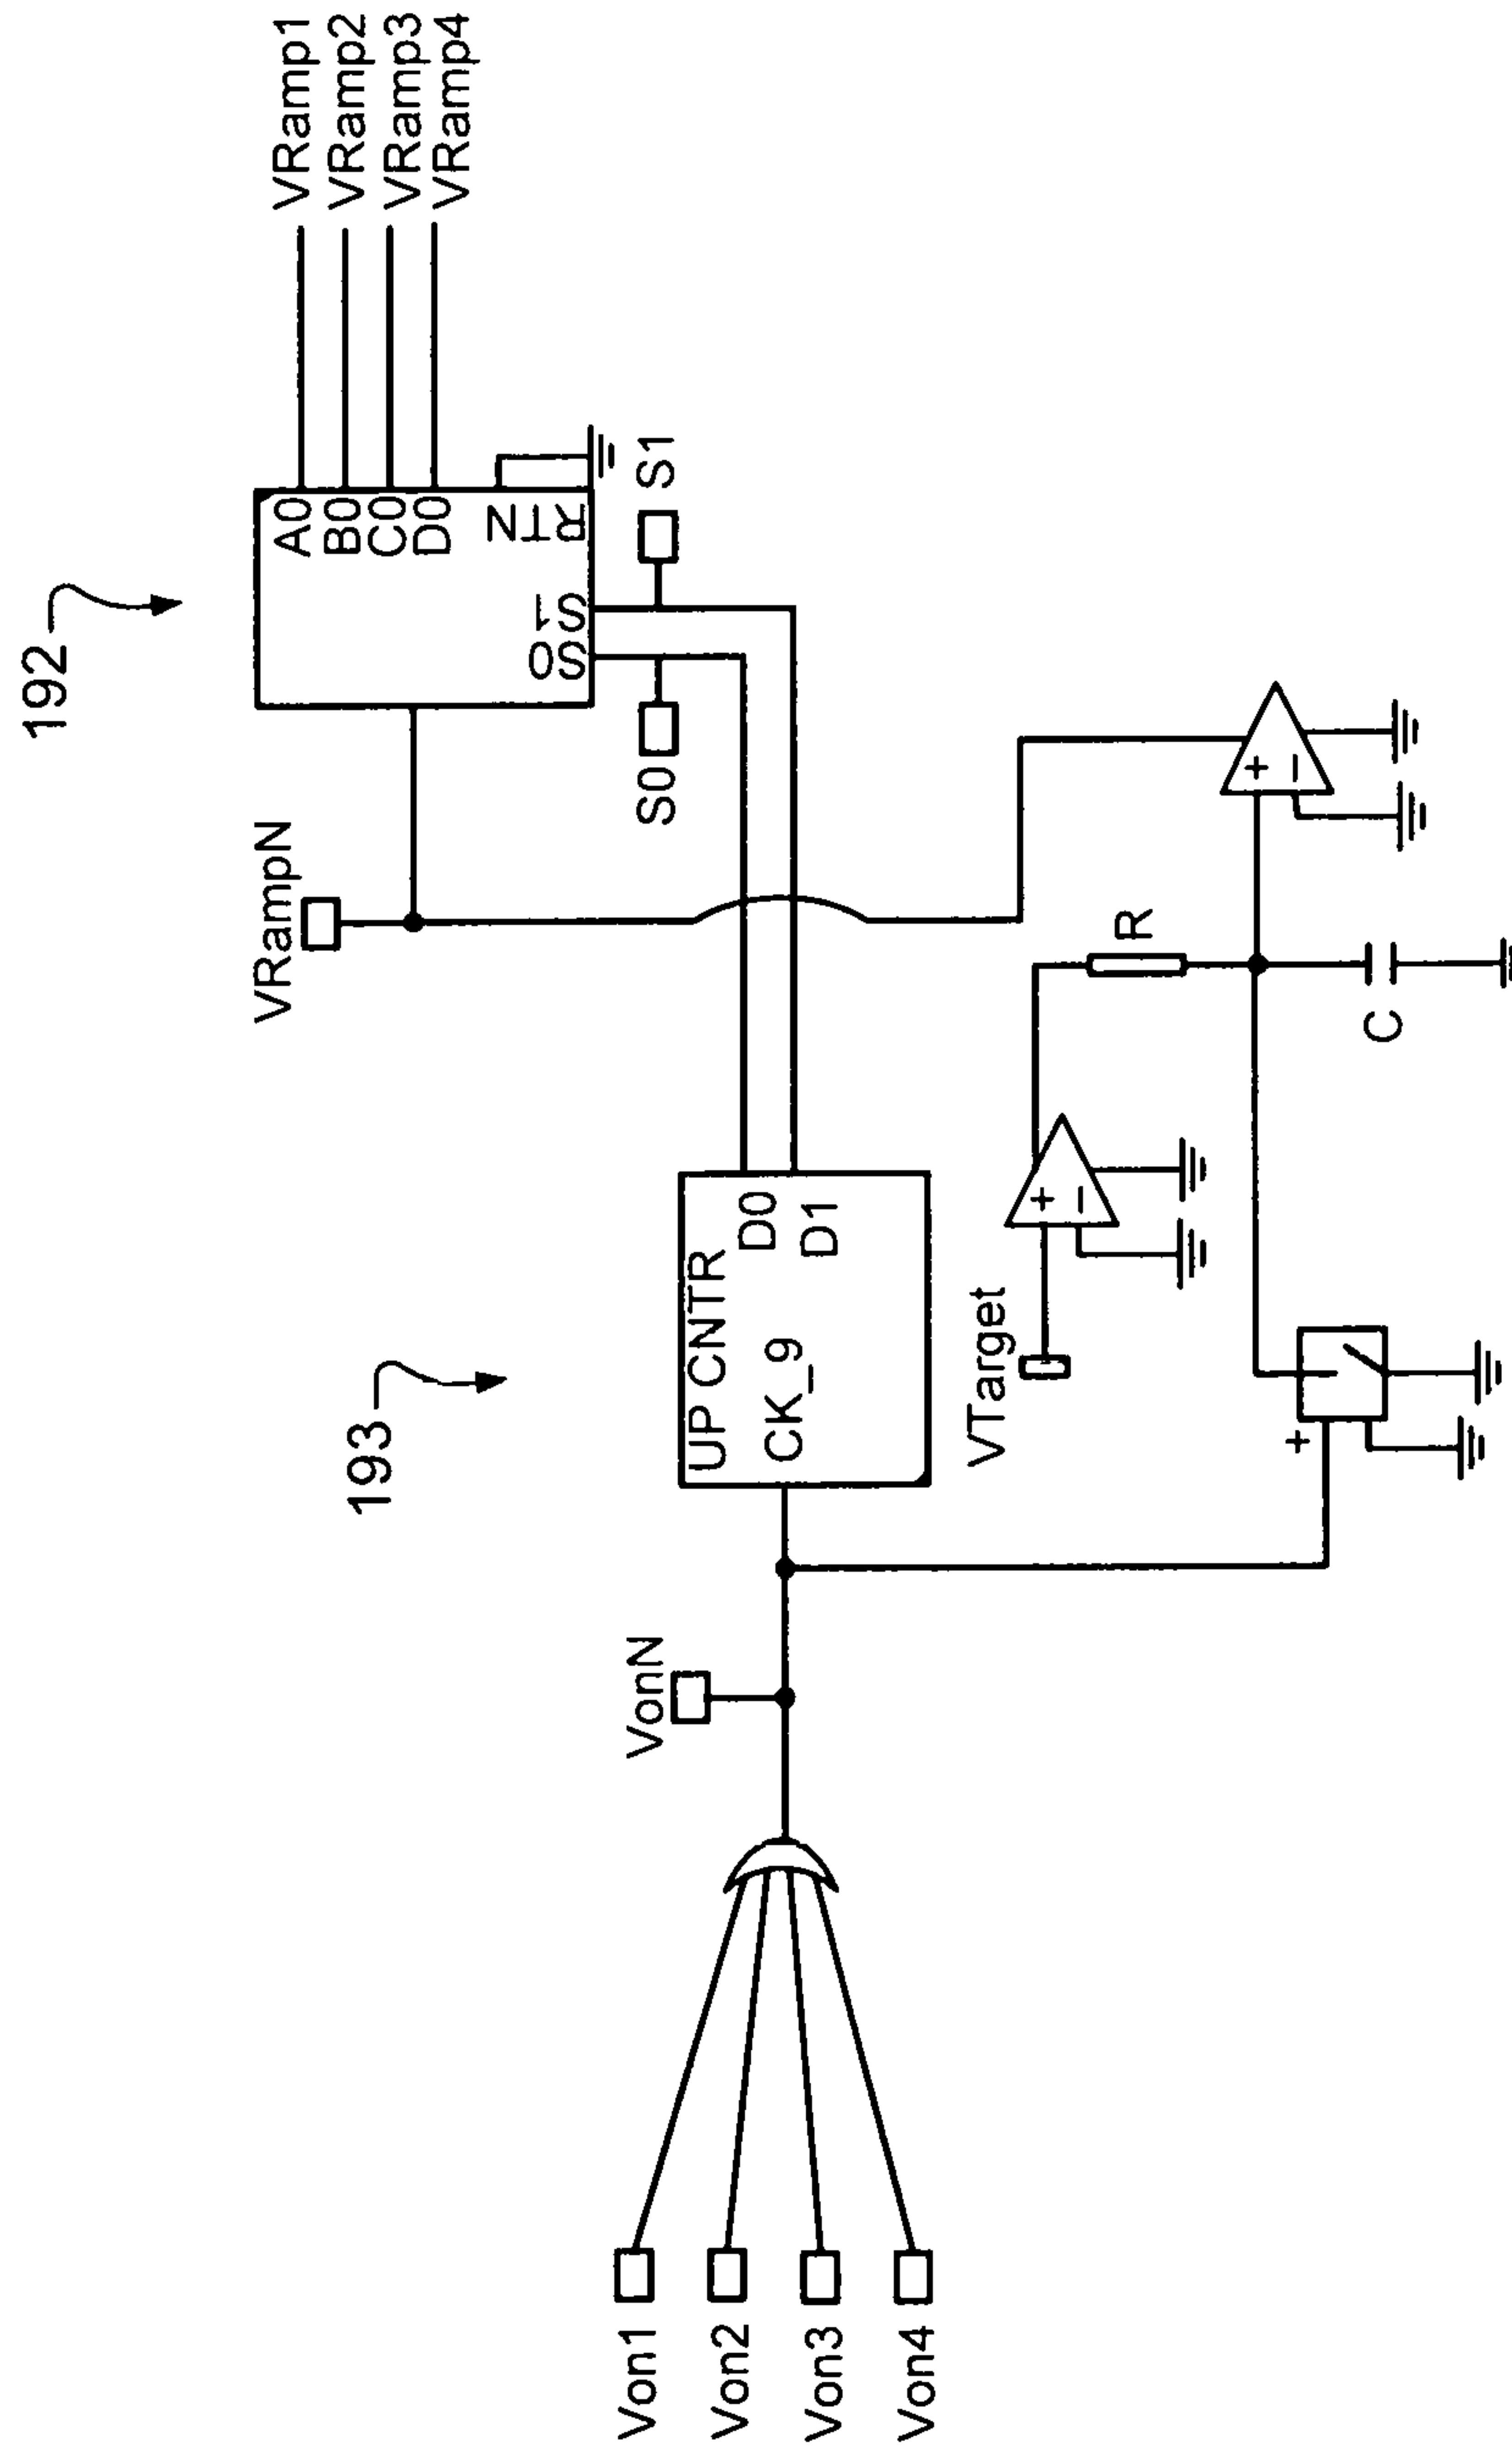 192
VRamp1
VRamp2
VRamp3
VRamp4
A0
B0
C0
D0
RTN
S0
S1
VRampN
S0
S1
193
UP CNTR
D0
CK_9
D1
VonN
VTarget
+
−
R
C
+
−
+
Von1
Von2
Von3
Von4